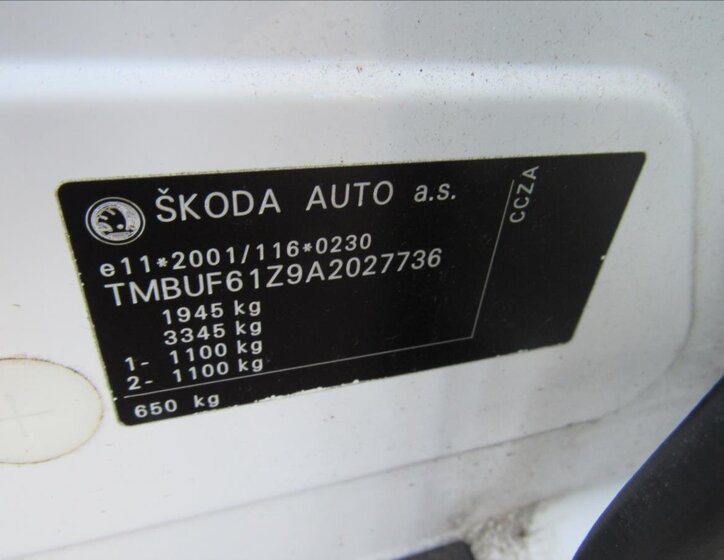 ŠKODA AUTO a.s.
CCZA
e11*2001/116*0230
TMBUF61Z9A2027736
1945 kg
3345 kg
1- 1100 kg
2- 1100 kg
650 kg